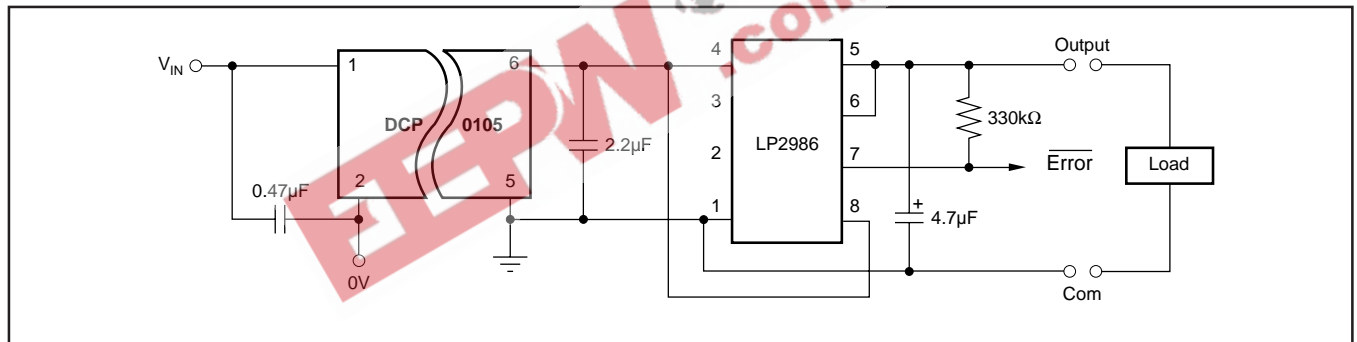 V_IN
1
6
DCP 0105
2
5
0.47µF
0V
2.2µF
4
3
2
1
LP2986
5
6
7
8
330kΩ
Error
4.7µF
+
Output
Load
Com
EEPW.com